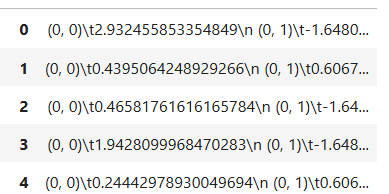 0 (0, 0)\t2.932455853354849\n (0, 1)\t-1.6480...
1 (0, 0)\t0.4395064248929266\n (0, 1)\t0.6067...
2 (0, 0)\t0.46581761616165784\n (0, 1)\t-1.64...
3 (0, 0)\t1.9428099968470283\n (0, 1)\t-1.648...
4 (0, 0)\t0.24442978930049694\n (0, 1)\t0.606...